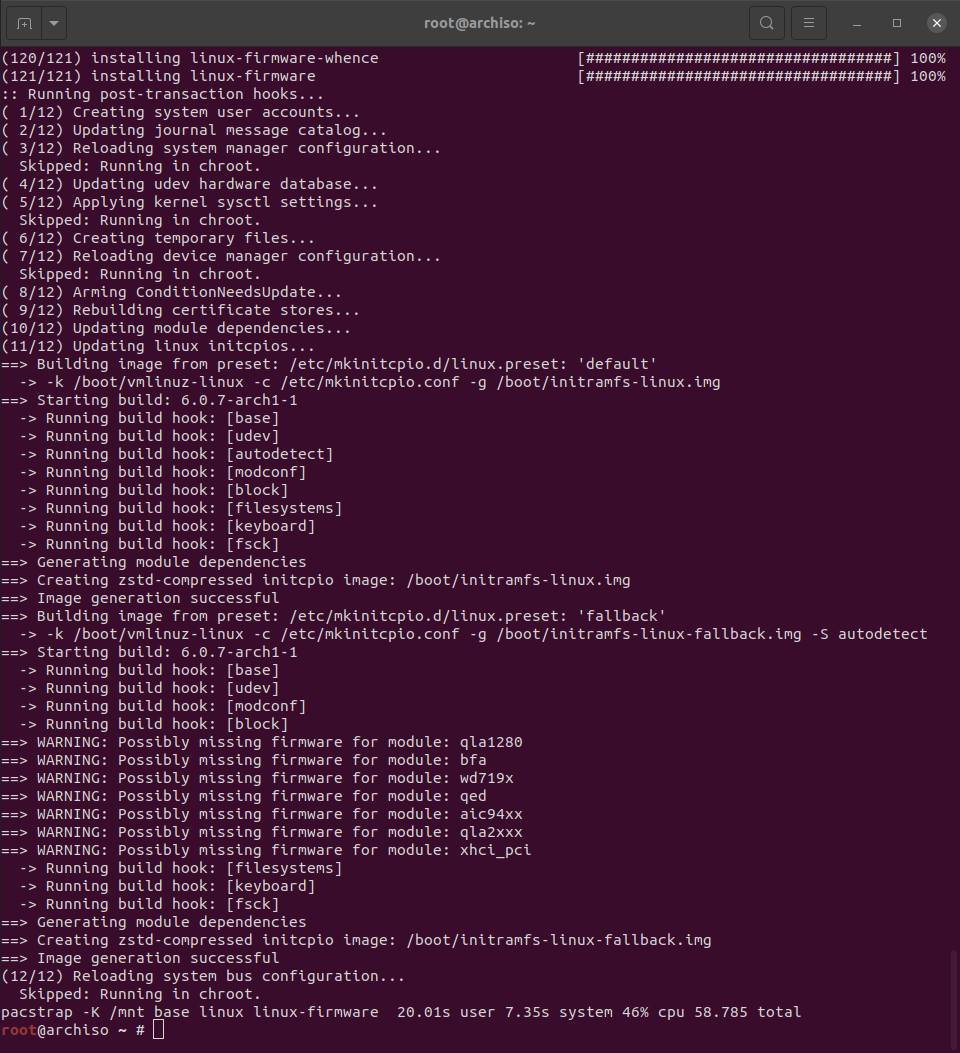 root@archiso: ~
(120/121) installing linux-firmware-whence                      [##################################] 100%
(121/121) installing linux-firmware                             [##################################] 100%
:: Running post-transaction hooks...
( 1/12) Creating system user accounts...
( 2/12) Updating journal message catalog...
( 3/12) Reloading system manager configuration...
  Skipped: Running in chroot.
( 4/12) Updating udev hardware database...
( 5/12) Applying kernel sysctl settings...
  Skipped: Running in chroot.
( 6/12) Creating temporary files...
( 7/12) Reloading device manager configuration...
  Skipped: Running in chroot.
( 8/12) Arming ConditionNeedsUpdate...
( 9/12) Rebuilding certificate stores...
(10/12) Updating module dependencies...
(11/12) Updating linux initcpios...
==> Building image from preset: /etc/mkinitcpio.d/linux.preset: 'default'
  -> -k /boot/vmlinuz-linux -c /etc/mkinitcpio.conf -g /boot/initramfs-linux.img
==> Starting build: 6.0.7-arch1-1
  -> Running build hook: [base]
  -> Running build hook: [udev]
  -> Running build hook: [autodetect]
  -> Running build hook: [modconf]
  -> Running build hook: [block]
  -> Running build hook: [filesystems]
  -> Running build hook: [keyboard]
  -> Running build hook: [fsck]
==> Generating module dependencies
==> Creating zstd-compressed initcpio image: /boot/initramfs-linux.img
==> Image generation successful
==> Building image from preset: /etc/mkinitcpio.d/linux.preset: 'fallback'
  -> -k /boot/vmlinuz-linux -c /etc/mkinitcpio.conf -g /boot/initramfs-linux-fallback.img -S autodetect
==> Starting build: 6.0.7-arch1-1
  -> Running build hook: [base]
  -> Running build hook: [udev]
  -> Running build hook: [modconf]
  -> Running build hook: [block]
==> WARNING: Possibly missing firmware for module: qla1280
==> WARNING: Possibly missing firmware for module: bfa
==> WARNING: Possibly missing firmware for module: wd719x
==> WARNING: Possibly missing firmware for module: qed
==> WARNING: Possibly missing firmware for module: aic94xx
==> WARNING: Possibly missing firmware for module: qla2xxx
==> WARNING: Possibly missing firmware for module: xhci_pci
  -> Running build hook: [filesystems]
  -> Running build hook: [keyboard]
  -> Running build hook: [fsck]
==> Generating module dependencies
==> Creating zstd-compressed initcpio image: /boot/initramfs-linux-fallback.img
==> Image generation successful
(12/12) Reloading system bus configuration...
  Skipped: Running in chroot.
pacstrap -K /mnt base linux linux-firmware  20.01s user 7.35s system 46% cpu 58.785 total
root@archiso ~ #